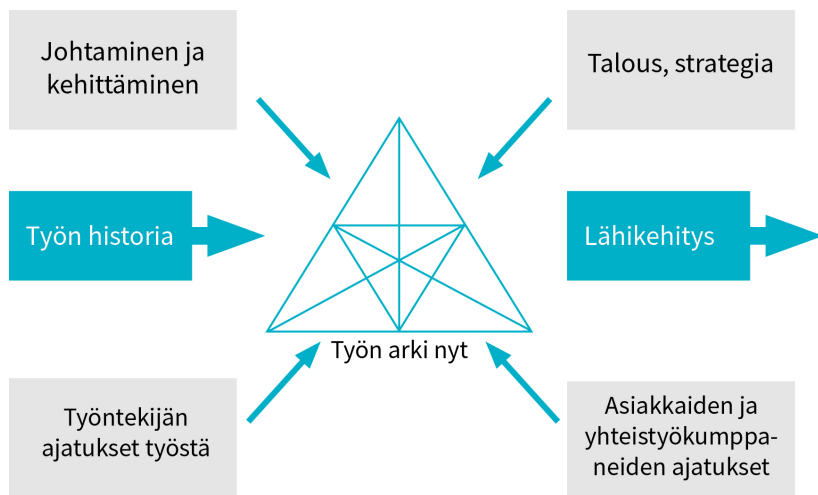 Johtaminen ja
kehittäminen
Talous, strategia
Työn historia
Lähikehitys
Työn arki nyt
Työntekijän
ajatukset työstä
Asiakkaiden ja
yhteistyökumppa-
neiden ajatukset